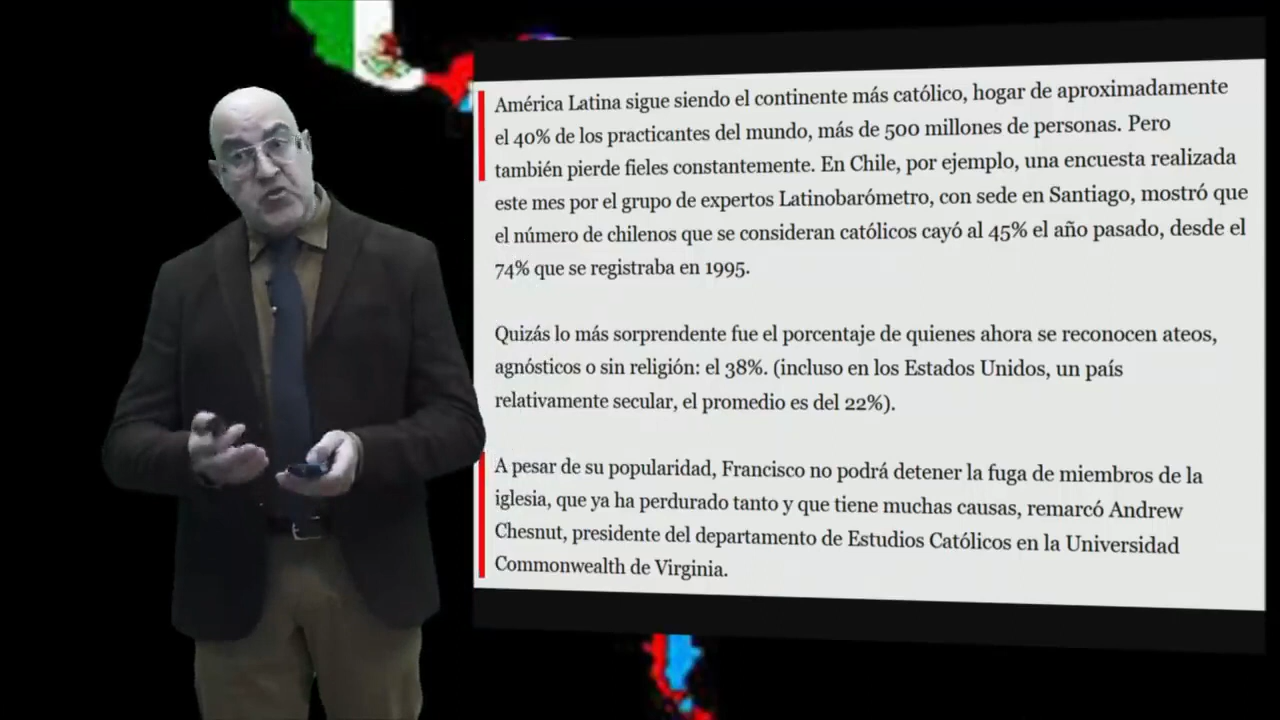 América Latina sigue siendo el continente más católico, hogar de aproximadamente
el 40% de los practicantes del mundo, más de 500 millones de personas. Pero
también pierde fieles constantemente. En Chile, por ejemplo, una encuesta realizada
este mes por el grupo de expertos Latinobarómetro, con sede en Santiago, mostró que
el número de chilenos que se consideran católicos cayó al 45% el año pasado, desde el
74% que se registraba en 1995.
Quizás lo más sorprendente fue el porcentaje de quienes ahora se reconocen ateos,
agnósticos o sin religión: el 38%. (incluso en los Estados Unidos, un país
relativamente secular, el promedio es del 22%).
A pesar de su popularidad, Francisco no podrá detener la fuga de miembros de la
iglesia, que ya ha perdurado tanto y que tiene muchas causas, remarcó Andrew
Chesnut, presidente del departamento de Estudios Católicos en la Universidad
Commonwealth de Virginia.